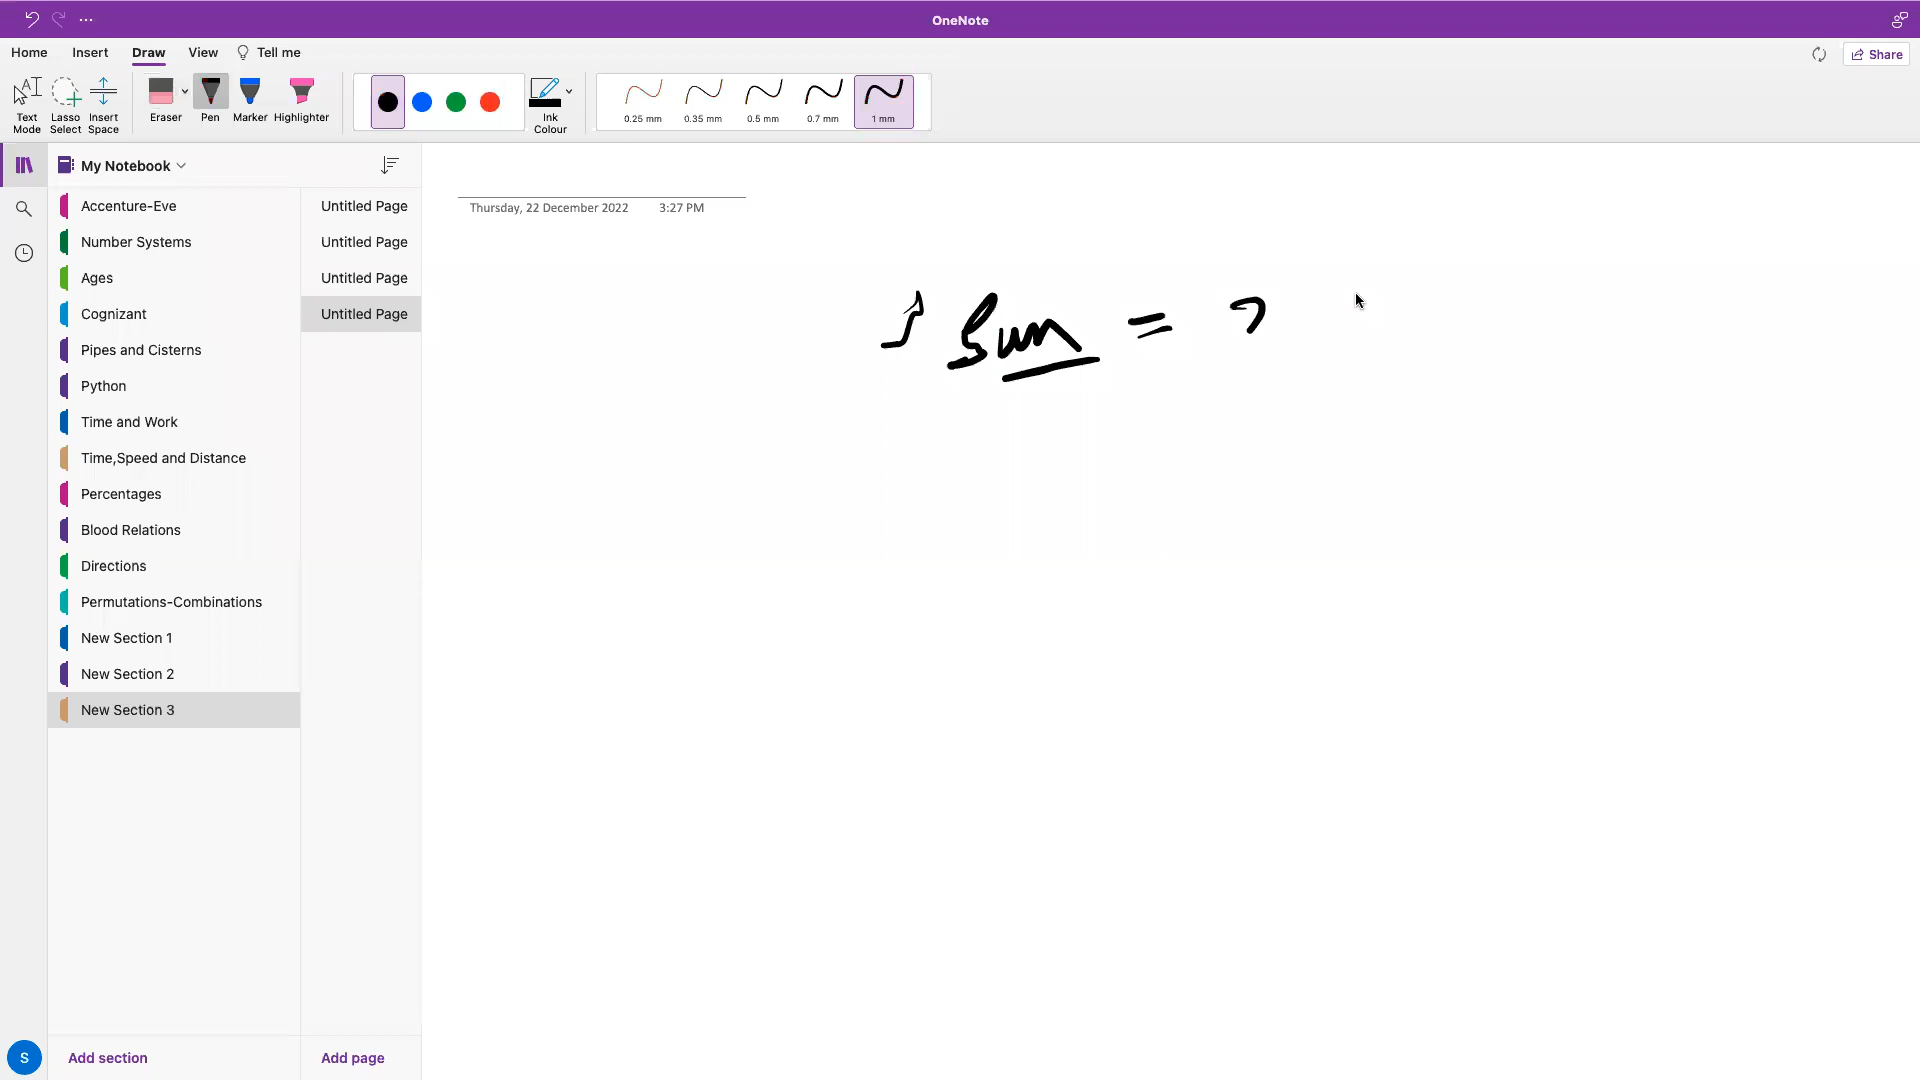 OneNote
Home Insert Draw View Tell me Share
Text Mode Lasso Select Insert Space Eraser Pen Marker Highlighter Ink Colour 0.25 mm 0.35 mm 0.5 mm 0.7 mm 1 mm
My Notebook
Accenture-Eve
Number Systems
Ages
Cognizant
Pipes and Cisterns
Python
Time and Work
Time,Speed and Distance
Percentages
Blood Relations
Directions
Permutations-Combinations
New Section 1
New Section 2
New Section 3
Add section
Untitled Page
Untitled Page
Untitled Page
Untitled Page
Add page
Thursday, 22 December 2022 3:27 PM
Sum =
S